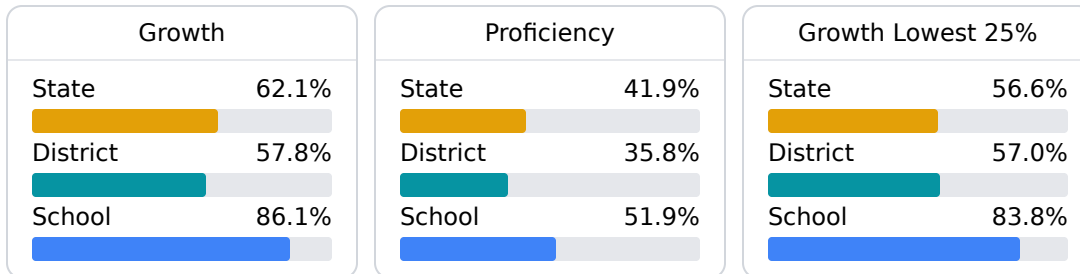 Growth
State 62.1%
District 57.8%
School 86.1%
Proficiency
State 41.9%
District 35.8%
School 51.9%
Growth Lowest 25%
State 56.6%
District 57.0%
School 83.8%